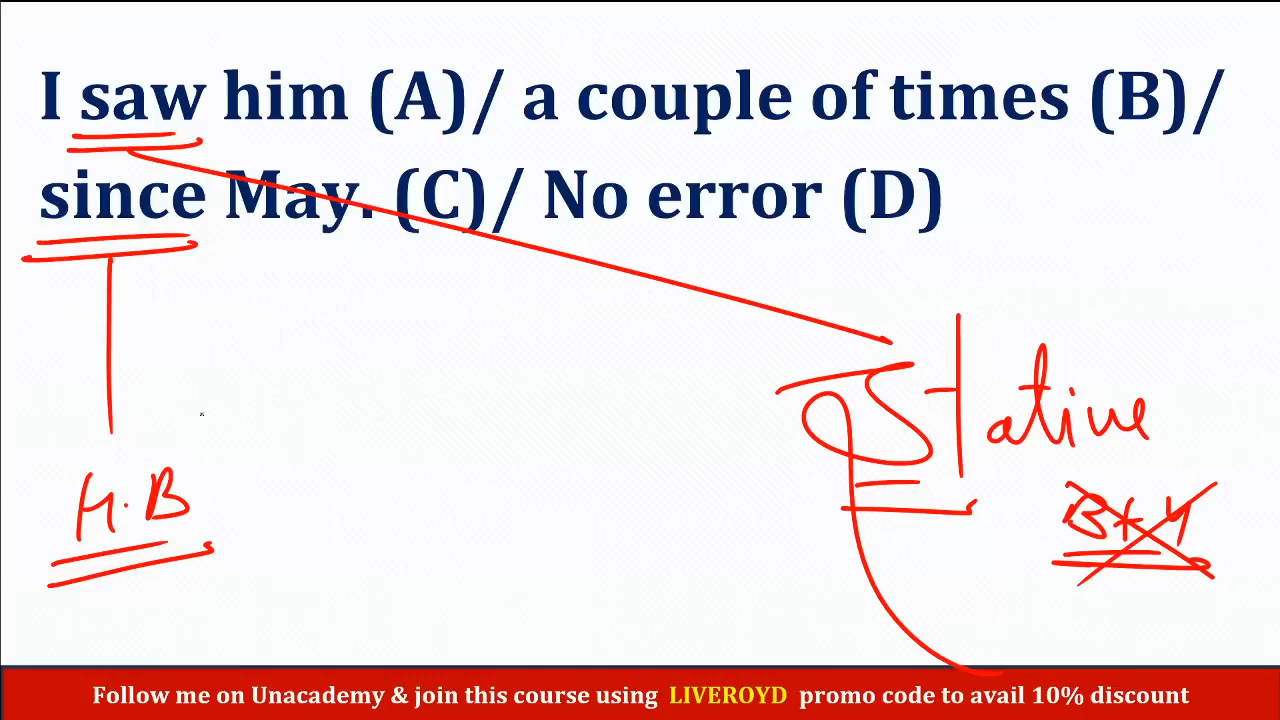 I saw him (A)/ a couple of times (B)/
since May. (C)/ No error (D)
Stative
H.B
B+4
Follow me on Unacademy & join this course using LIVEROYD promo code to avail 10% discount